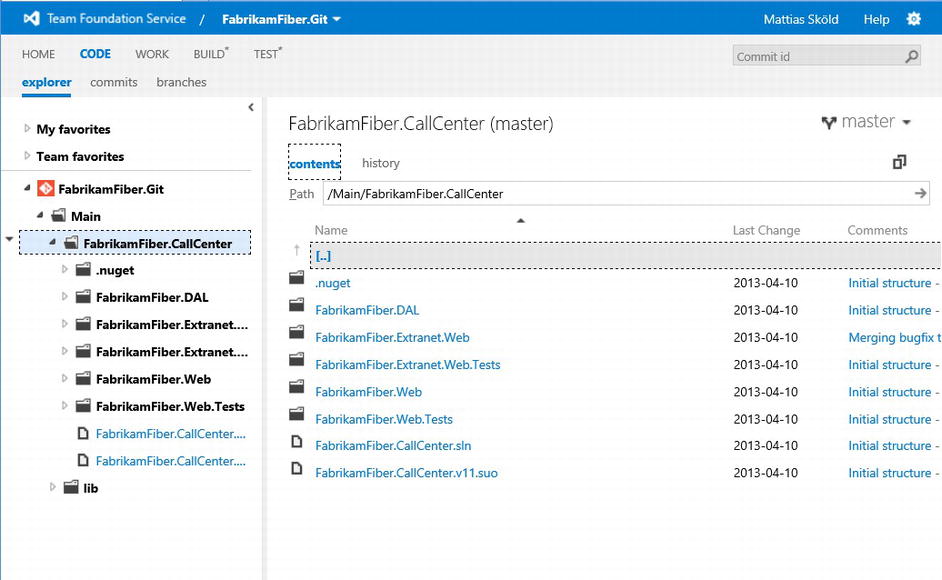 Team Foundation Service / FabrikamFiber.Git Mattias Sköld Help
HOME CODE WORK BUILD* TEST* Commit id
explorer commits branches
My favorites
Team favorites
FabrikamFiber.Git
Main
FabrikamFiber.CallCenter
.nuget
FabrikamFiber.DAL
FabrikamFiber.Extranet....
FabrikamFiber.Extranet....
FabrikamFiber.Web
FabrikamFiber.Web.Tests
FabrikamFiber.CallCenter....
FabrikamFiber.CallCenter....
lib
FabrikamFiber.CallCenter (master) master
contents history
Path /Main/FabrikamFiber.CallCenter
Name Last Change Comments
[..]
.nuget 2013-04-10 Initial structure -
FabrikamFiber.DAL 2013-04-10 Initial structure -
FabrikamFiber.Extranet.Web 2013-04-10 Merging bugfix t
FabrikamFiber.Extranet.Web.Tests 2013-04-10 Initial structure -
FabrikamFiber.Web 2013-04-10 Initial structure -
FabrikamFiber.Web.Tests 2013-04-10 Initial structure -
FabrikamFiber.CallCenter.sln 2013-04-10 Initial structure -
FabrikamFiber.CallCenter.v11.suo 2013-04-10 Initial structure -